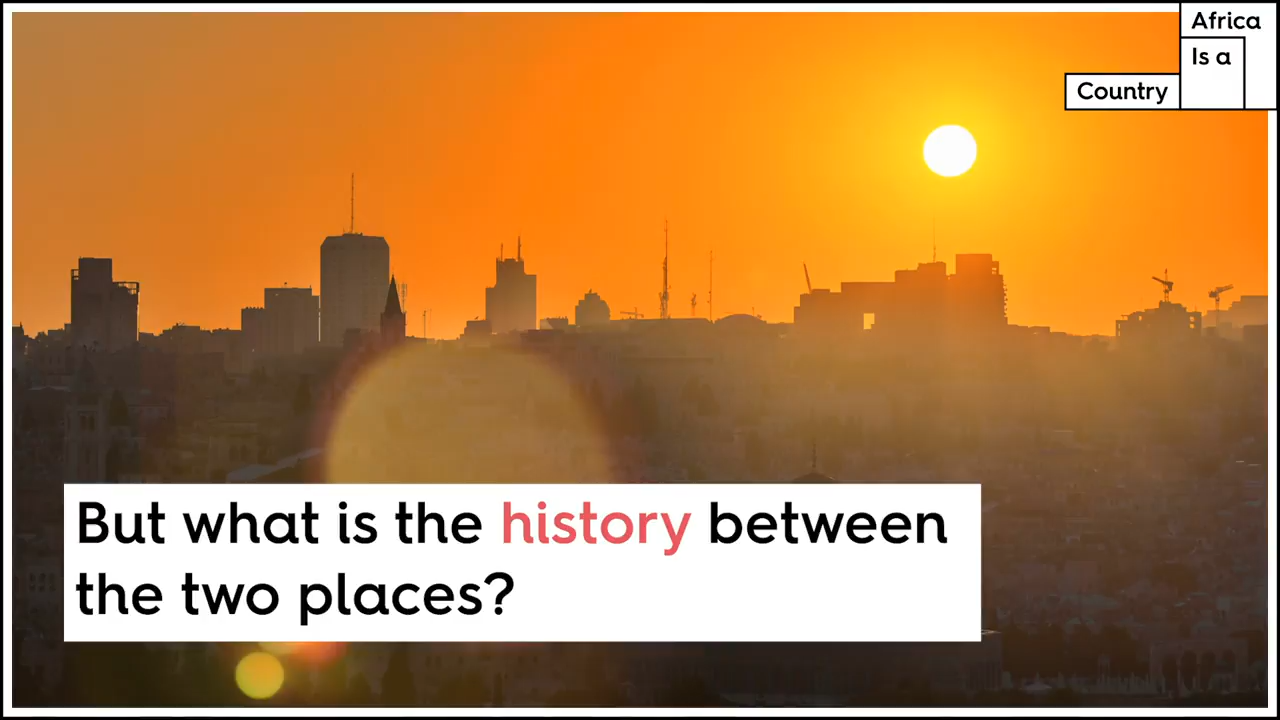 Africa
Is a
Country
But what is the history between
the two places?